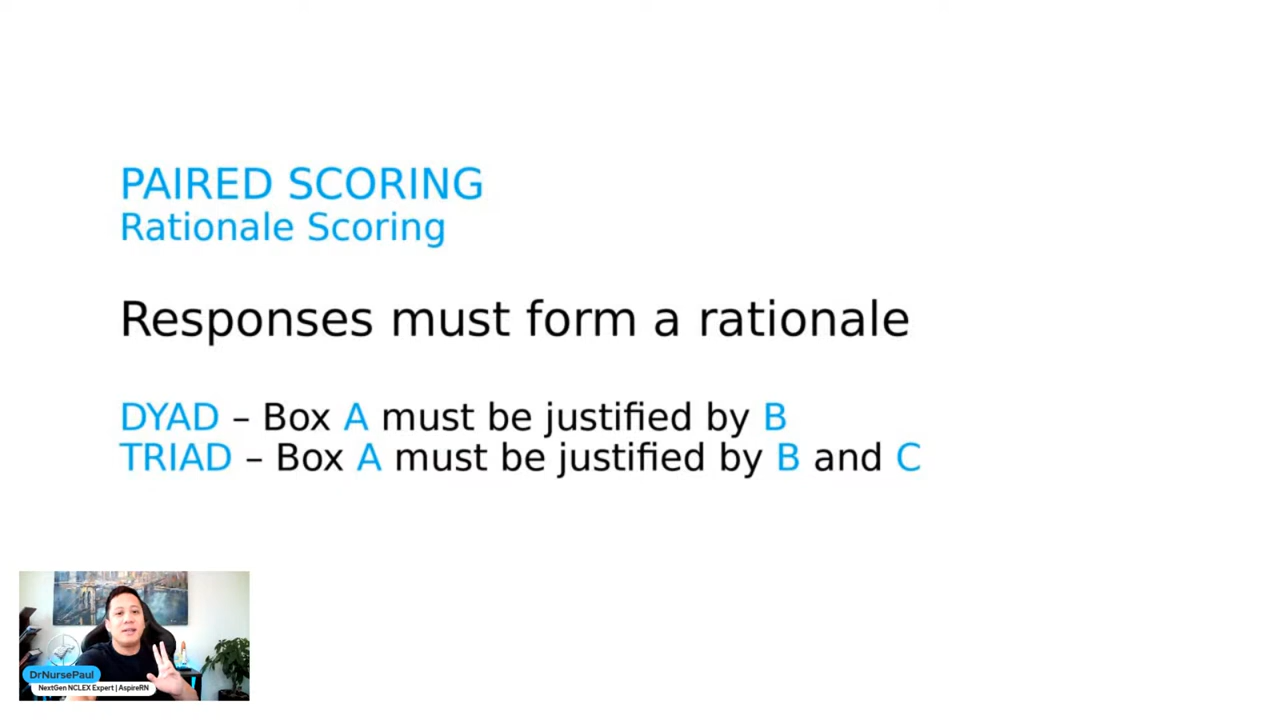 PAIRED SCORING
Rationale Scoring
Responses must form a rationale
DYAD – Box A must be justified by B
TRIAD – Box A must be justified by B and C
DrNursePaul
NextGen NCLEX Expert | AspireRN